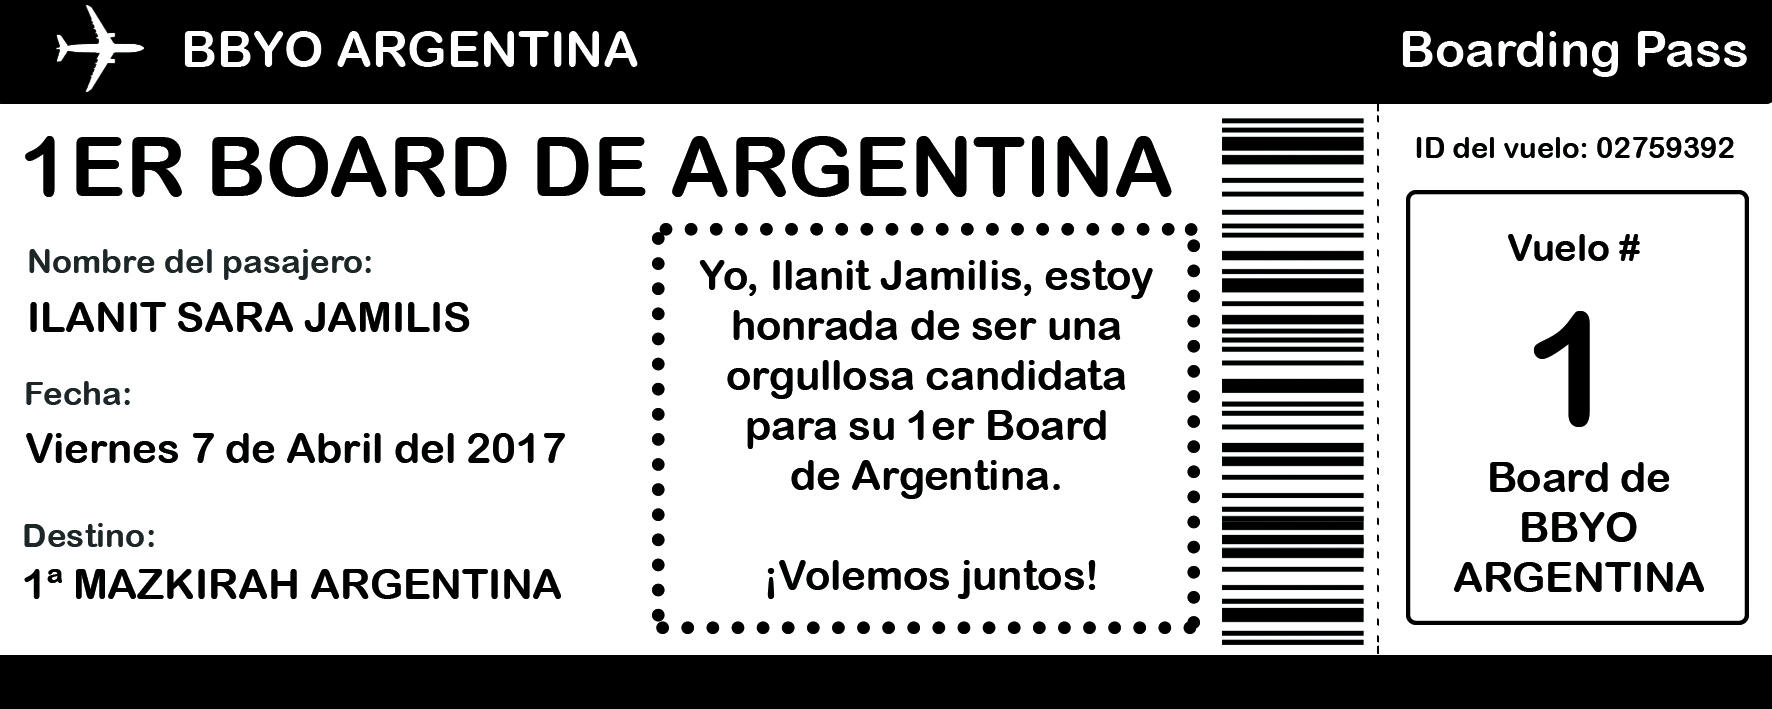 BBYO ARGENTINA
Boarding Pass
1ER BOARD DE ARGENTINA
Nombre del pasajero:
ILANIT SARA JAMILIS
Fecha:
Viernes 7 de Abril del 2017
Destino:
1ª MAZKIRAH ARGENTINA
Yo, Ilanit Jamilis, estoy
honrada de ser una
orgullosa candidata
para su 1er Board
de Argentina.
¡Volemos juntos!
ID del vuelo: 02759392
Vuelo #
1
Board de
BBYO
ARGENTINA